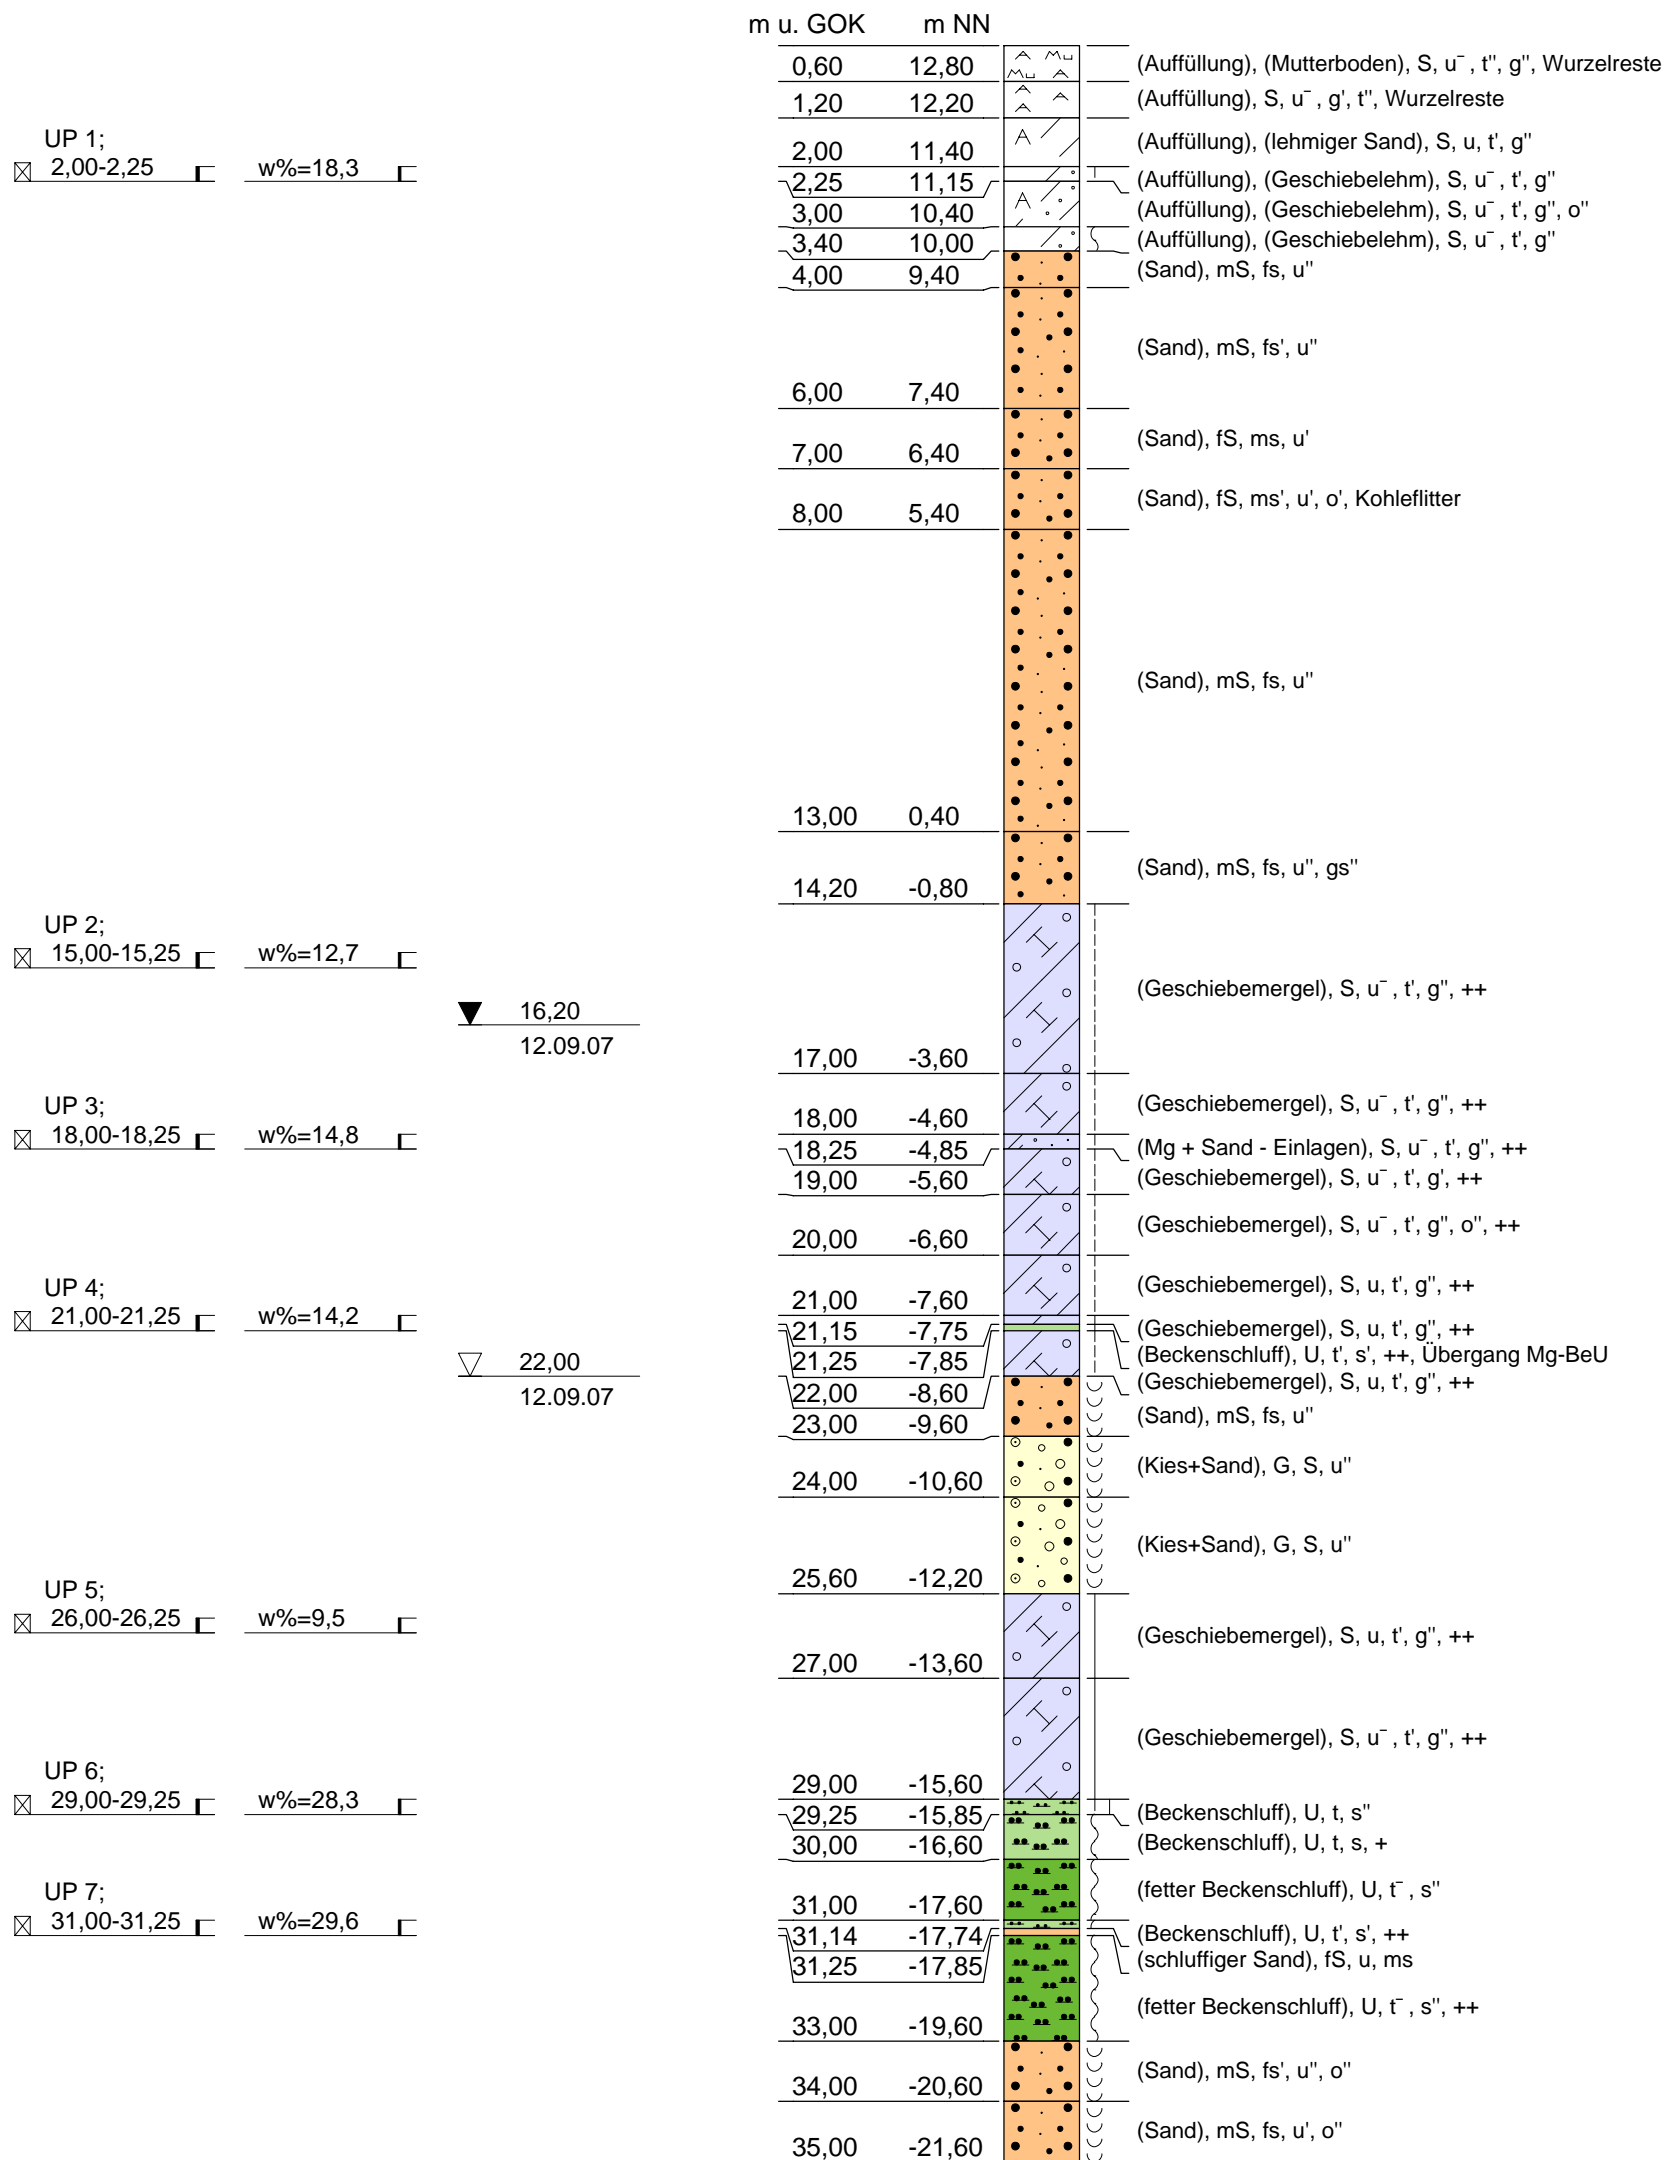 m u. GOK m NN
0,60 12,80 (Auffüllung), (Mutterboden), S, u¯, t'', g'', Wurzelreste
1,20 12,20 (Auffüllung), S, u¯, g', t'', Wurzelreste
UP 1;
2,00-2,25 w%=18,3
2,00 11,40 (Auffüllung), (lehmiger Sand), S, u, t', g''
2,25 11,15 (Auffüllung), (Geschiebelehm), S, u¯, t', g''
3,00 10,40 (Auffüllung), (Geschiebelehm), S, u¯, t', g'', o''
3,40 10,00 (Auffüllung), (Geschiebelehm), S, u¯, t', g''
4,00 9,40 (Sand), mS, fs, u''
6,00 7,40 (Sand), mS, fs', u''
7,00 6,40 (Sand), fS, ms, u'
8,00 5,40 (Sand), fS, ms', u', o', Kohleflitter
13,00 0,40 (Sand), mS, fs, u''
14,20 -0,80 (Sand), mS, fs, u'', gs''
UP 2;
15,00-15,25 w%=12,7
16,20
12.09.07
17,00 -3,60 (Geschiebemergel), S, u¯, t', g'', ++
UP 3;
18,00-18,25 w%=14,8
18,00 -4,60 (Geschiebemergel), S, u¯, t', g'', ++
18,25 -4,85 (Mg + Sand - Einlagen), S, u¯, t', g'', ++
19,00 -5,60 (Geschiebemergel), S, u¯, t', g', ++
20,00 -6,60 (Geschiebemergel), S, u¯, t', g'', o'', ++
UP 4;
21,00-21,25 w%=14,2
21,00 -7,60 (Geschiebemergel), S, u, t', g'', ++
21,15 -7,75 (Geschiebemergel), S, u, t', g'', ++
21,25 -7,85 (Beckenschluff), U, t', s', ++, Übergang Mg-BeU
22,00
12.09.07
22,00 -8,60 (Geschiebemergel), S, u, t', g'', ++
23,00 -9,60 (Sand), mS, fs, u''
24,00 -10,60 (Kies+Sand), G, S, u''
25,60 -12,20 (Kies+Sand), G, S, u''
UP 5;
26,00-26,25 w%=9,5
27,00 -13,60 (Geschiebemergel), S, u, t', g'', ++
29,00 -15,60 (Geschiebemergel), S, u¯, t', g'', ++
UP 6;
29,00-29,25 w%=28,3
29,25 -15,85 (Beckenschluff), U, t, s''
30,00 -16,60 (Beckenschluff), U, t, s, +
31,00 -17,60 (fetter Beckenschluff), U, t¯, s''
UP 7;
31,00-31,25 w%=29,6
31,14 -17,74 (Beckenschluff), U, t', s', ++
31,25 -17,85 (schluffiger Sand), fS, u, ms
33,00 -19,60 (fetter Beckenschluff), U, t¯, s'', ++
34,00 -20,60 (Sand), mS, fs', u'', o''
35,00 -21,60 (Sand), mS, fs, u', o''